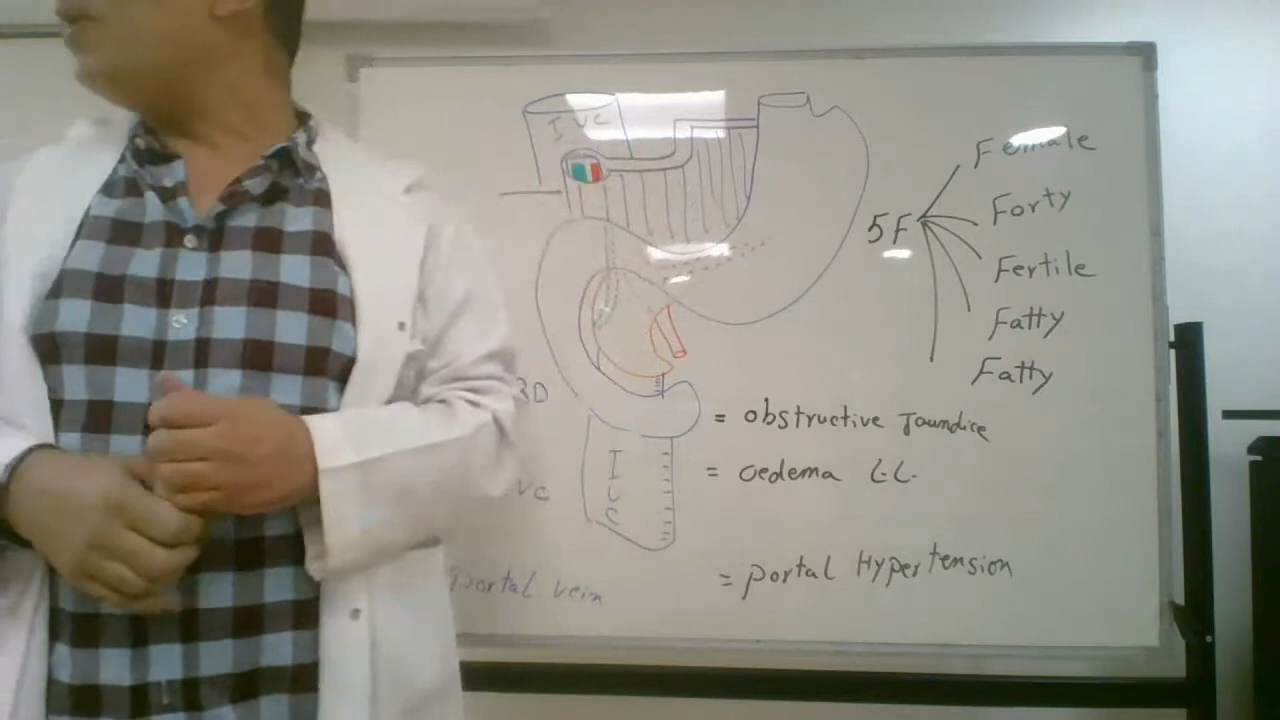 IVC
5F
Female
Forty
Fertile
Fatty
Fatty
= obstructive Jaundice
IVC
= oedema L.L.
portal vein
= portal Hypertension